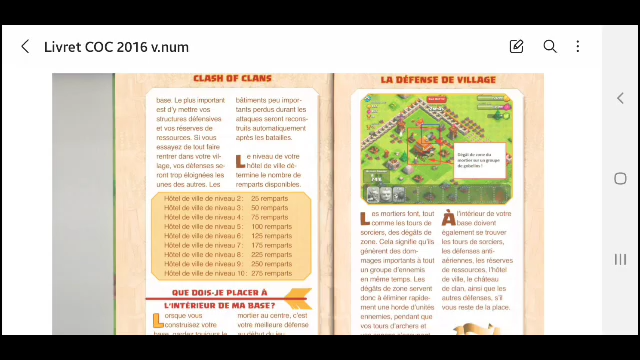 Livret COC 2016 v.num
CLASH OF CLANS
base. Le plus important
est d'y mettre vos
structures défensives
et vos réserves de
ressources. Si vous
essayez de tout faire
rentrer dans votre vil-
lage, vos défenses se-
ront trop éloignées les
unes des autres. Les
bâtiments peu impor-
tants perdus durant les
attaques seront recons-
truits automatiquement
après les batailles.
Le niveau de votre
hôtel de ville dé-
termine le nombre de
remparts disponibles.
Hôtel de ville de niveau 2: 25 remparts
Hôtel de ville de niveau 3: 50 remparts
Hôtel de ville de niveau 4: 75 remparts
Hôtel de ville de niveau 5: 100 remparts
Hôtel de ville de niveau 6: 125 remparts
Hôtel de ville de niveau 7: 175 remparts
Hôtel de ville de niveau 8: 225 remparts
Hôtel de ville de niveau 9: 250 remparts
Hôtel de ville de niveau 10: 275 remparts
QUE DOIS-JE PLACER À
L'INTÉRIEUR DE MA BASE?
Lorsque vous
construisez votre
mortier au centre, c'est
votre meilleure défense
LA DÉFENSE DE VILLAGE
Dégât de zone du
mortier sur un groupe
de gobelins !
Les mortiers font, tout
comme les tours de
sorciers, des dégâts de
zone. Cela signifie qu'ils
génèrent des dom-
mages importants à tout
un groupe d'ennemis
en même temps. Les
dégâts de zone servent
donc à éliminer rapide-
ment une horde d'unités
ennemies, pendant que
vos tours d'archers et
À l'intérieur de votre
base doivent
également se trouver
les tours de sorciers,
les défenses anti-
aériennes, les réserves
de ressources, l'hôtel
de ville, le château
de clan, ainsi que les
autres défenses, s'il
vous reste de la place.